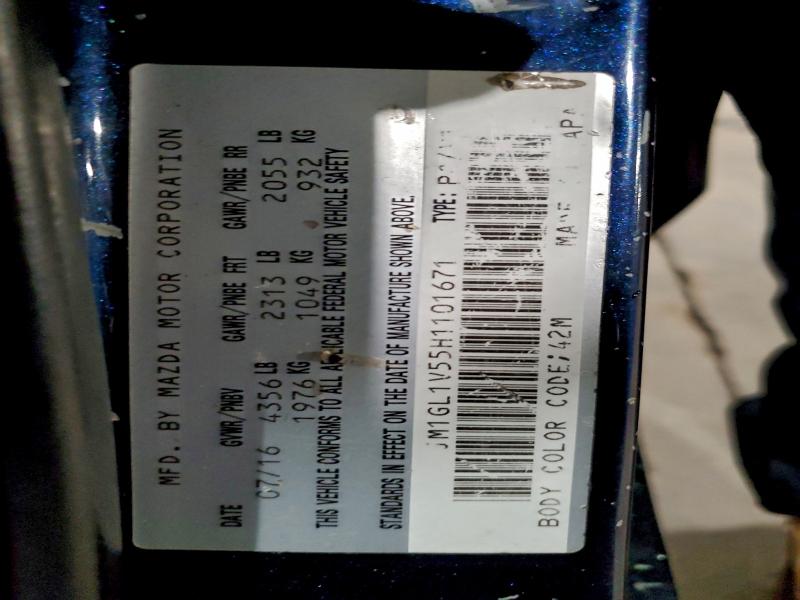 MFD. BY MAZDA MOTOR CORPORATION
DATE GVWR/PNBV GAWR/PNBE FRT GAWR/PNBE RR
07/16 4356 LB 2313 LB 2055 LB
1976 KG 1049 KG 932 KG
THIS VEHICLE CONFORMS TO ALL APPLICABLE FEDERAL MOTOR VEHICLE SAFETY
STANDARDS IN EFFECT ON THE DATE OF MANUFACTURE SHOWN ABOVE
JM1GL1V55H1101671 TYPE:
BODY COLOR CODE:42M